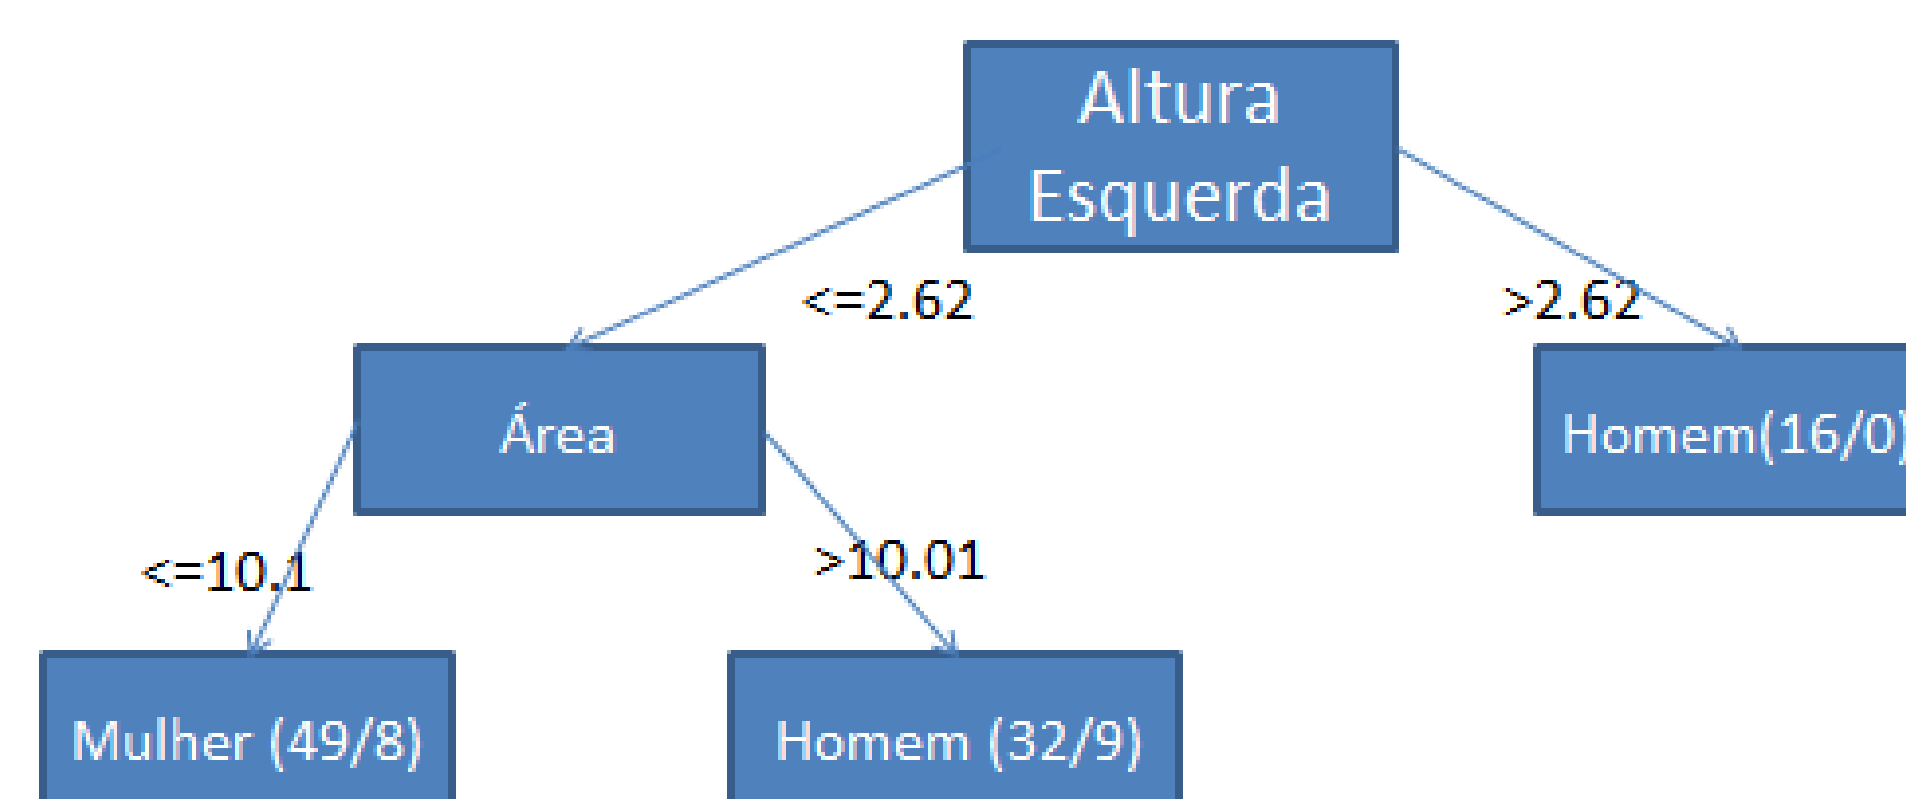 Altura
Esquerda
<=2.62
>2.62
Área
Homem(16/0)
<=10.1
>10.01
Mulher (49/8)
Homem (32/9)